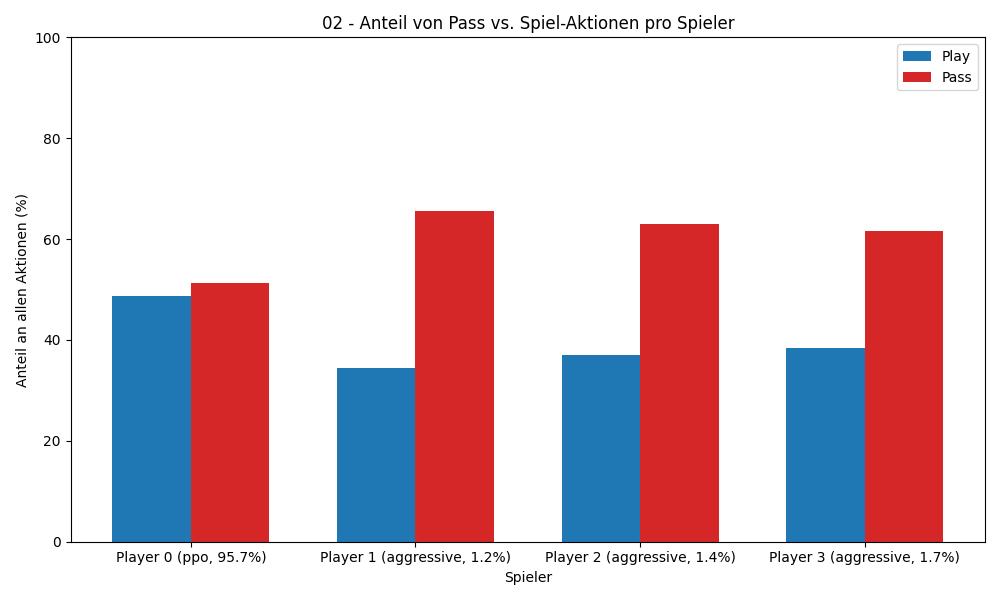 02 - Anteil von Pass vs. Spiel-Aktionen pro Spieler
Play
Pass
Anteil an allen Aktionen (%)
100
80
60
40
20
0
Player 0 (ppo, 95.7%)
Player 1 (aggressive, 1.2%)
Player 2 (aggressive, 1.4%)
Player 3 (aggressive, 1.7%)
Spieler